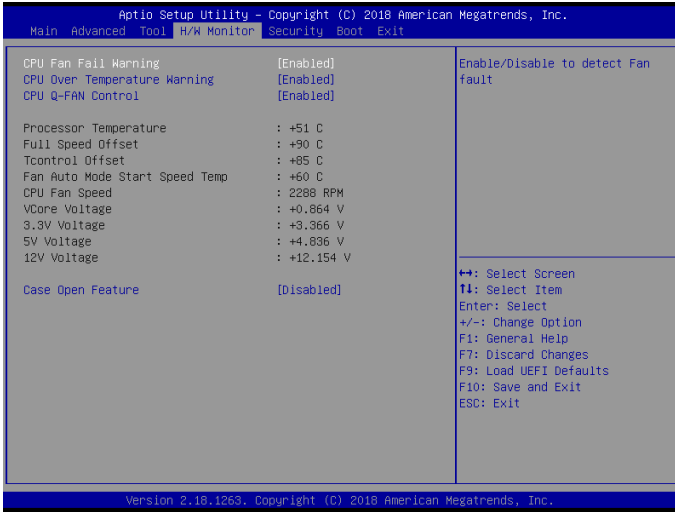 Aptio Setup Utility – Copyright (C) 2018 American Megatrends, Inc.
Main Advanced Tool H/W Monitor Security Boot Exit
CPU Fan Fail Warning [Enabled]
CPU Over Temperature Warning [Enabled]
CPU Q-FAN Control [Enabled]
Processor Temperature : +51 C
Full Speed Offset : +90 C
Tcontrol Offset : +85 C
Fan Auto Mode Start Speed Temp : +60 C
CPU Fan Speed : 2288 RPM
VCore Voltage : +0.864 V
3.3V Voltage : +3.366 V
5V Voltage : +4.836 V
12V Voltage : +12.154 V
Case Open Feature [Disabled]
Enable/Disable to detect Fan
fault
↔: Select Screen
↑↓: Select Item
Enter: Select
+/-: Change Option
F1: General Help
F7: Discard Changes
F9: Load UEFI Defaults
F10: Save and Exit
ESC: Exit
Version 2.18.1263. Copyright (C) 2018 American Megatrends, Inc.